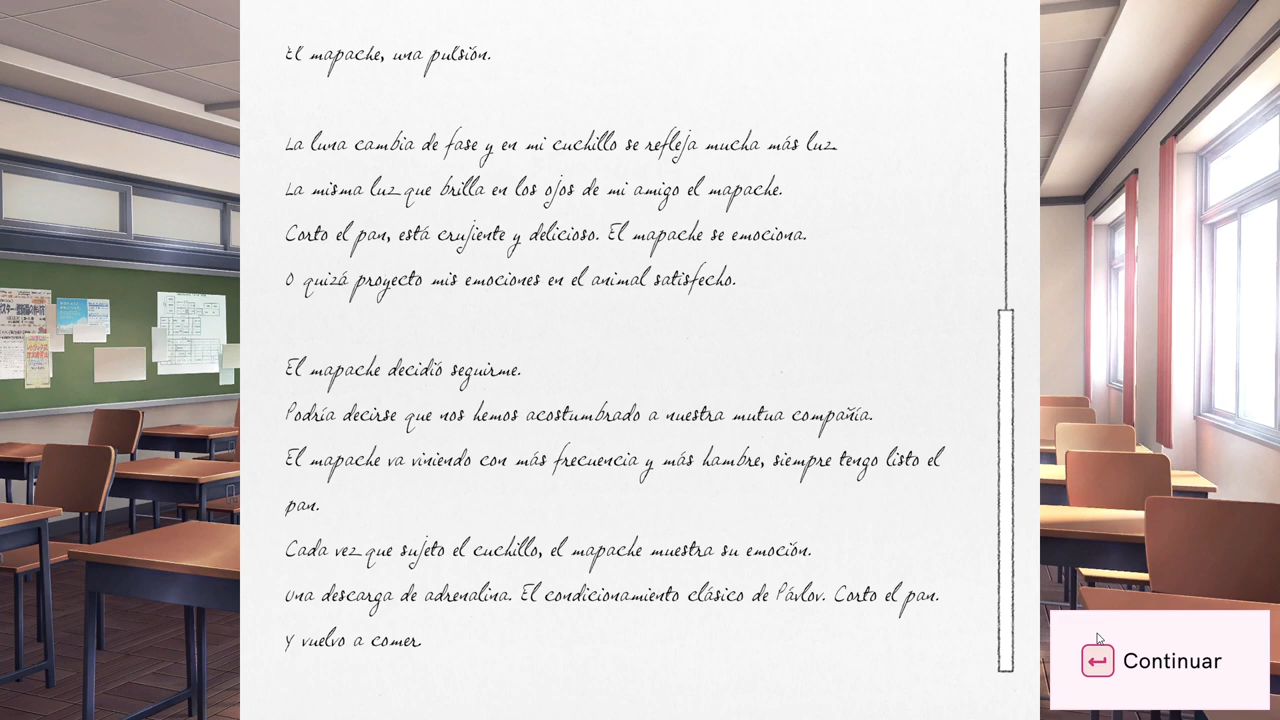 El mapache, una pulsión.
La luna cambia de fase y en mi cuchillo se refleja mucha más luz.
La misma luz que brilla en los ojos de mi amigo el mapache.
Corto el pan, está crujiente y delicioso. El mapache se emociona.
O quizá proyecto mis emociones en el animal satisfecho.
El mapache decidió seguirme.
Podría decirse que nos hemos acostumbrado a nuestra mutua compañía.
El mapache va viniendo con más frecuencia y más hambre, siempre tengo listo el
pan.
Cada vez que sujeto el cuchillo, el mapache muestra su emoción.
Una descarga de adrenalina. El condicionamiento clásico de Pávlov. Corto el pan.
Y vuelvo a comer.
Continuar